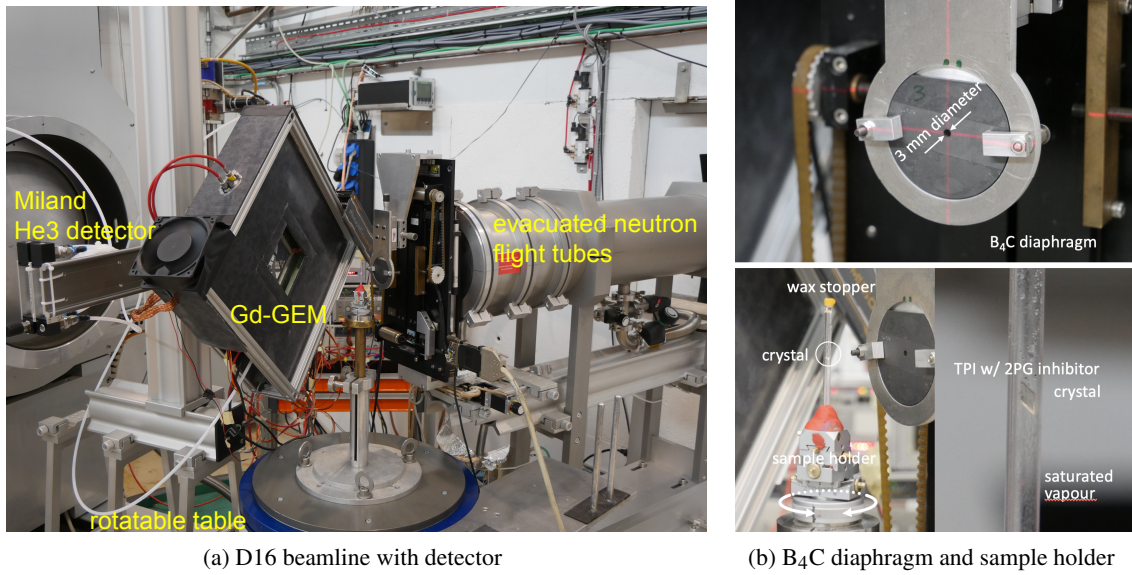 Miland
He3 detector
Gd-GEM
evacuated neutron
flight tubes
rotatable table
(a) D16 beamline with detector
3
3 mm diameter
B₄C diaphragm
wax stopper
crystal
sample holder
TPI w/ 2PG inhibitor
crystal
saturated
vapour
(b) B₄C diaphragm and sample holder